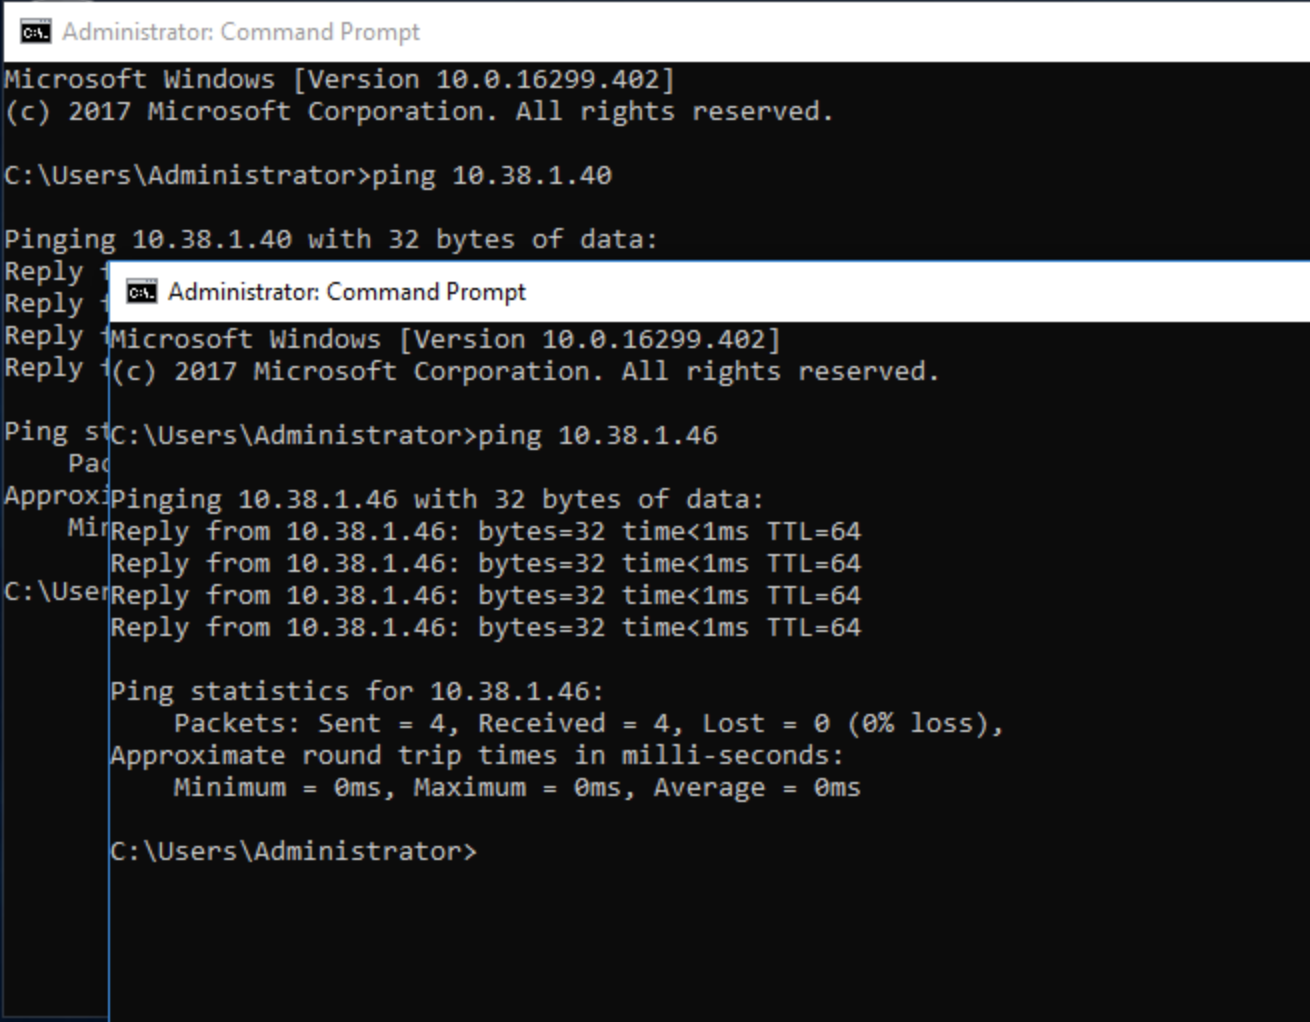 Administrator: Command Prompt
Microsoft Windows [Version 10.0.16299.402]
(c) 2017 Microsoft Corporation. All rights reserved.
C:\Users\Administrator>ping 10.38.1.40
Pinging 10.38.1.40 with 32 bytes of data:
Reply
Reply
Reply
Reply
Ping
Administrator: Command Prompt
Microsoft Windows [Version 10.0.16299.402]
(c) 2017 Microsoft Corporation. All rights reserved.
C:\Users\Administrator>ping 10.38.1.46
Pinging 10.38.1.46 with 32 bytes of data:
Reply from 10.38.1.46: bytes=32 time<1ms TTL=64
Reply from 10.38.1.46: bytes=32 time<1ms TTL=64
Reply from 10.38.1.46: bytes=32 time<1ms TTL=64
Reply from 10.38.1.46: bytes=32 time<1ms TTL=64
Ping statistics for 10.38.1.46:
Packets: Sent = 4, Received = 4, Lost = 0 (0% loss),
Approximate round trip times in milli-seconds:
Minimum = 0ms, Maximum = 0ms, Average = 0ms
C:\Users\Administrator>